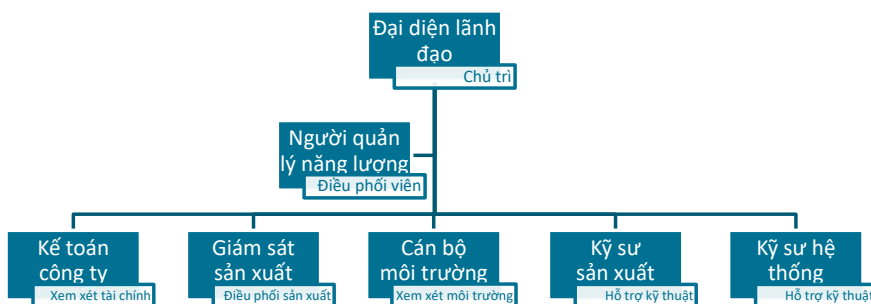 Đại diện lãnh
đạo
Chủ trì
Người quản
lý năng lượng
Điều phối viên
Kế toán
công ty
Xem xét tài chính
Giám sát
sản xuất
Điều phối sản xuất
Cán bộ
môi trường
Xem xét môi trường
Kỹ sư
sản xuất
Hỗ trợ kỹ thuật
Kỹ sư hệ
thống
Hỗ trợ kỹ thuật